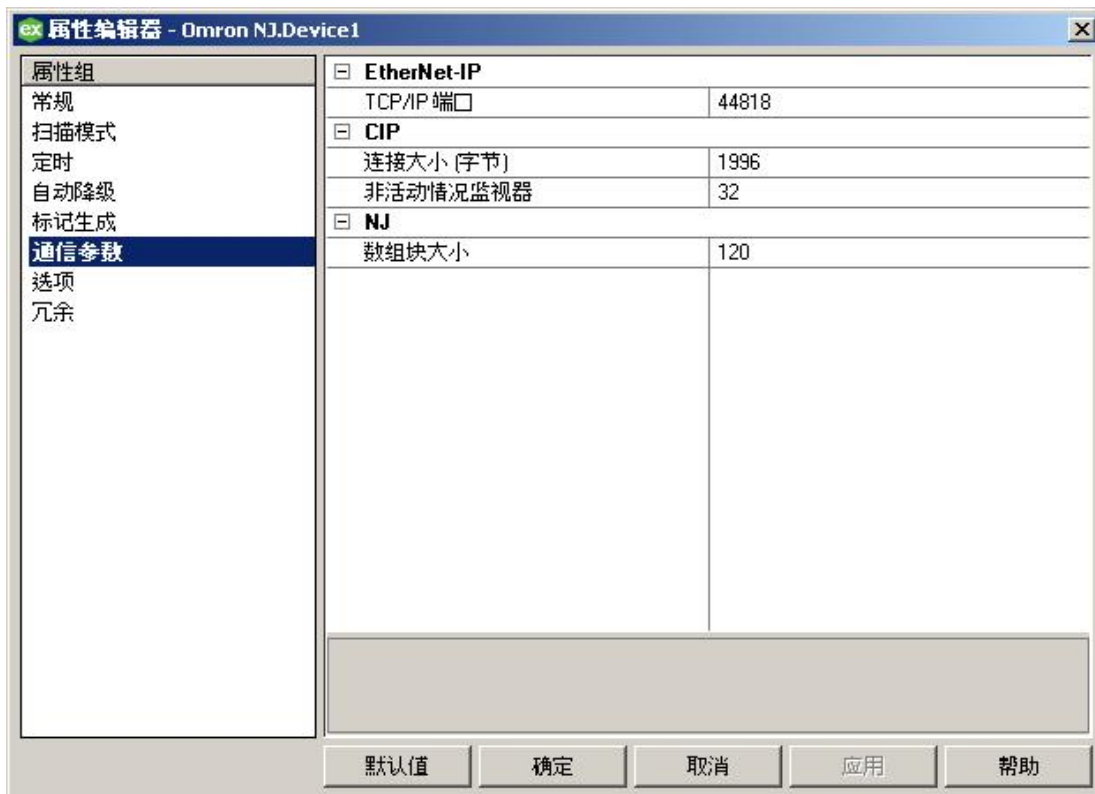 ex 属性编辑器 - Omron NJ.Device1
属性组
常规
扫描模式
定时
自动降级
标记生成
通信参数
选项
冗余
EtherNet-IP
TCP/IP 端口 44818
CIP
连接大小 (字节) 1996
非活动情况监视器 32
NJ
数组块大小 120
默认值 确定 取消 应用 帮助